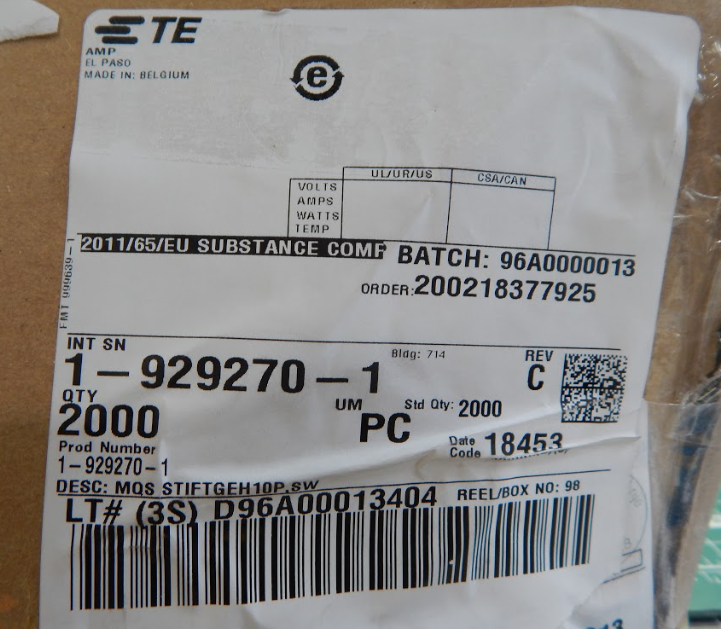 TE
AMP
EL PASO
MADE IN: BELGIUM
e
UL/UR/US CSA/CAN
VOLTS
AMPS
WATTS
TEMP
2011/65/EU SUBSTANCE COMP BATCH: 96A0000013
ORDER:200218377925
FMT 999689-1
INT SN Bldg: 714 REV
1-929270-1 C
QTY UM Std Qty: 2000
2000 PC
Date Code 18453
Prod Number
1-929270-1
DESC: MQS STIFTGEH10P.SW
LT# (3S) D96A00013404 REEL/BOX NO: 98